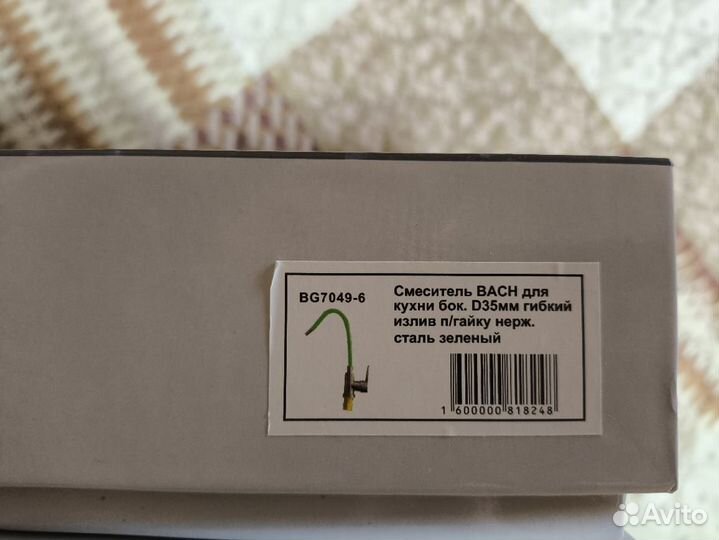 BG7049-6
Смеситель BACH для
кухни бок. D35мм гибкий
излив п/гайку нерж.
сталь зеленый
1 600000 818248
Avito